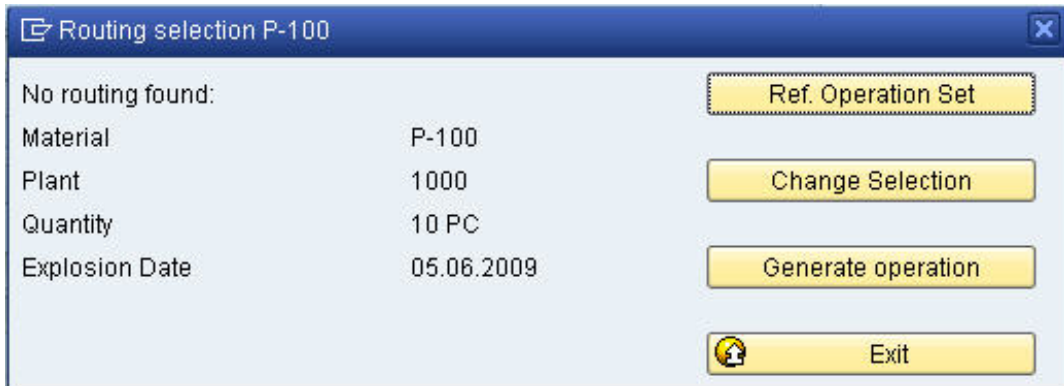 Routing selection P-100
No routing found: Ref. Operation Set
Material P-100
Plant 1000 Change Selection
Quantity 10 PC
Explosion Date 05.06.2009 Generate operation
Exit